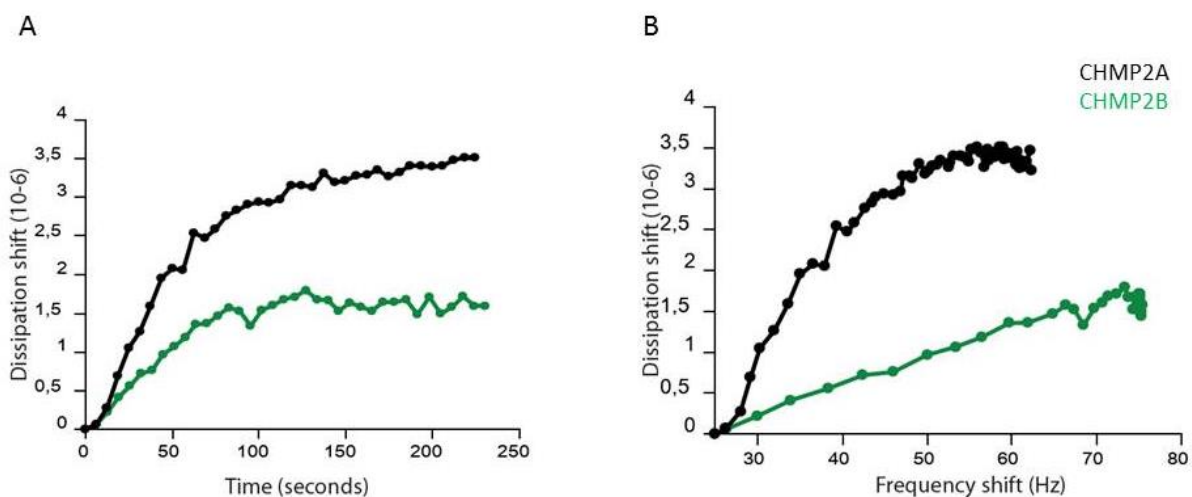 A
B
CHMP2A
CHMP2B
Dissipation shift (10-6)
4
3,5
3
2,5
2
1,5
1
0,5
0
0 50 100 150 200 250
Time (seconds)
Dissipation shift (10-6)
4
3,5
3
2,5
2
1,5
1
0,5
0
30 40 50 60 70 80
Frequency shift (Hz)